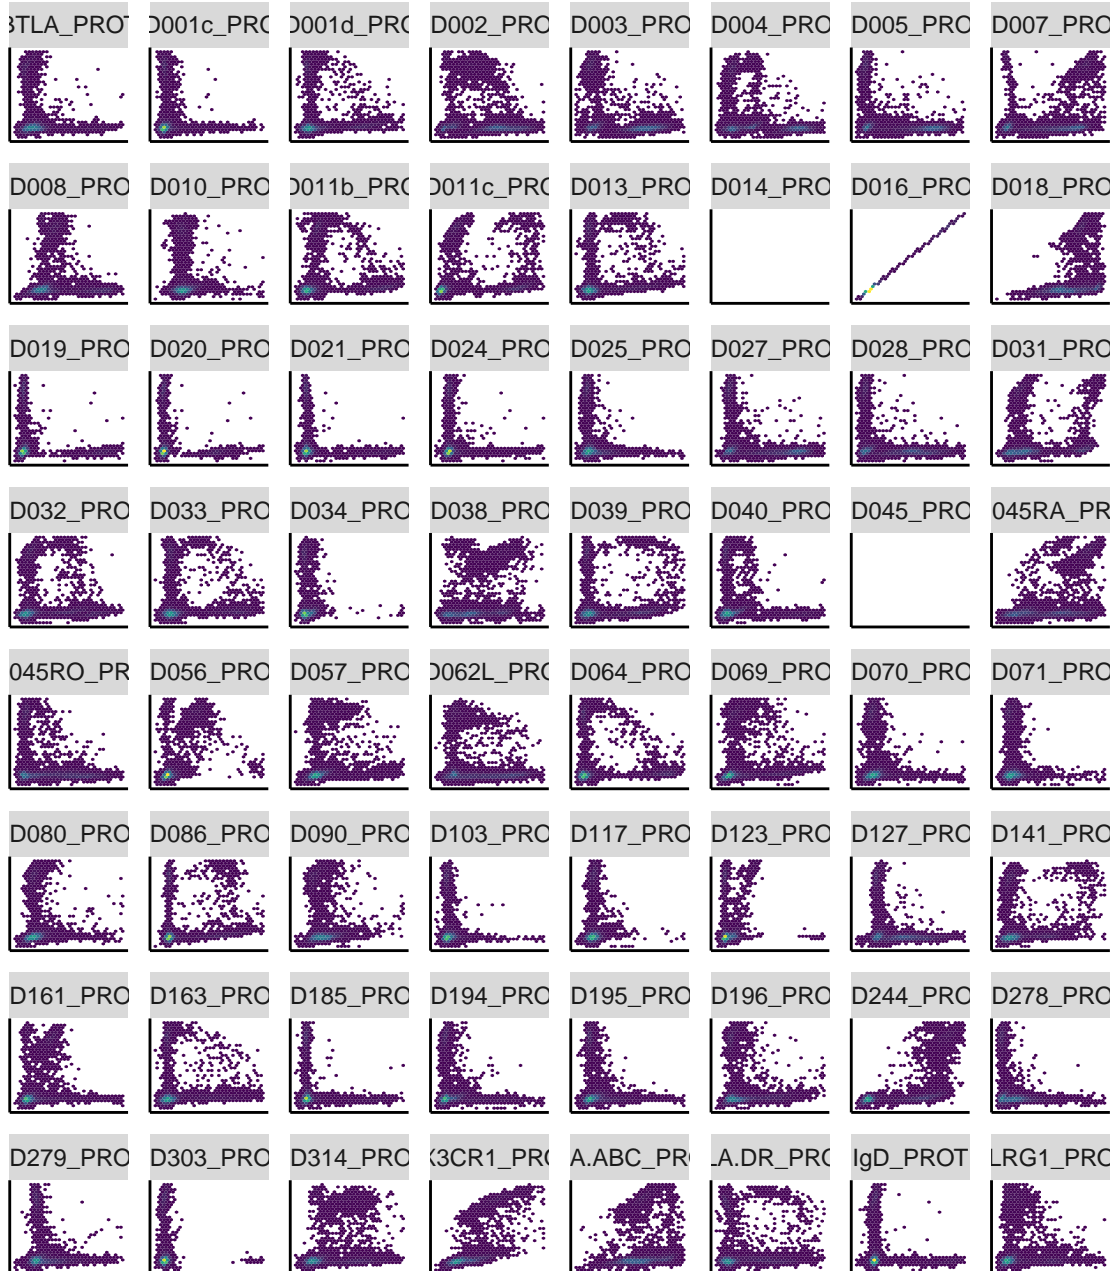 BTLA_PROT D001c_PRO D001d_PRO D002_PRO D003_PRO D004_PRO D005_PRO D007_PRO
D008_PRO D010_PRO D011b_PRO D011c_PRO D013_PRO D014_PRO D016_PRO D018_PRO
D019_PRO D020_PRO D021_PRO D024_PRO D025_PRO D027_PRO D028_PRO D031_PRO
D032_PRO D033_PRO D034_PRO D038_PRO D039_PRO D040_PRO D045_PRO 045RA_PR
045RO_PR D056_PRO D057_PRO D062L_PRO D064_PRO D069_PRO D070_PRO D071_PRO
D080_PRO D086_PRO D090_PRO D103_PRO D117_PRO D123_PRO D127_PRO D141_PRO
D161_PRO D163_PRO D185_PRO D194_PRO D195_PRO D196_PRO D244_PRO D278_PRO
D279_PRO D303_PRO D314_PRO X3CR1_PRO A.ABC_PR LA.DR_PRO IgD_PROT LRG1_PRO